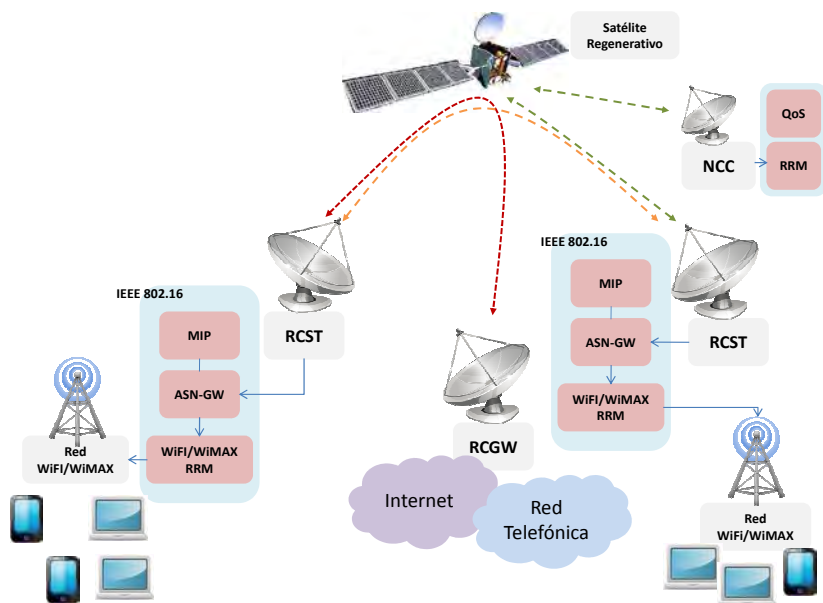 Satélite
Regenerativo
QoS
NCC
RRM
IEEE 802.16
MIP
ASN-GW
WiFI/WiMAX
RRM
RCST
IEEE 802.16
MIP
RCST
ASN-GW
Red
WiFI/WiMAX
WiFI/WiMAX
RRM
RCGW
Internet
Red
Telefónica
Red
WiFi/WiMAX